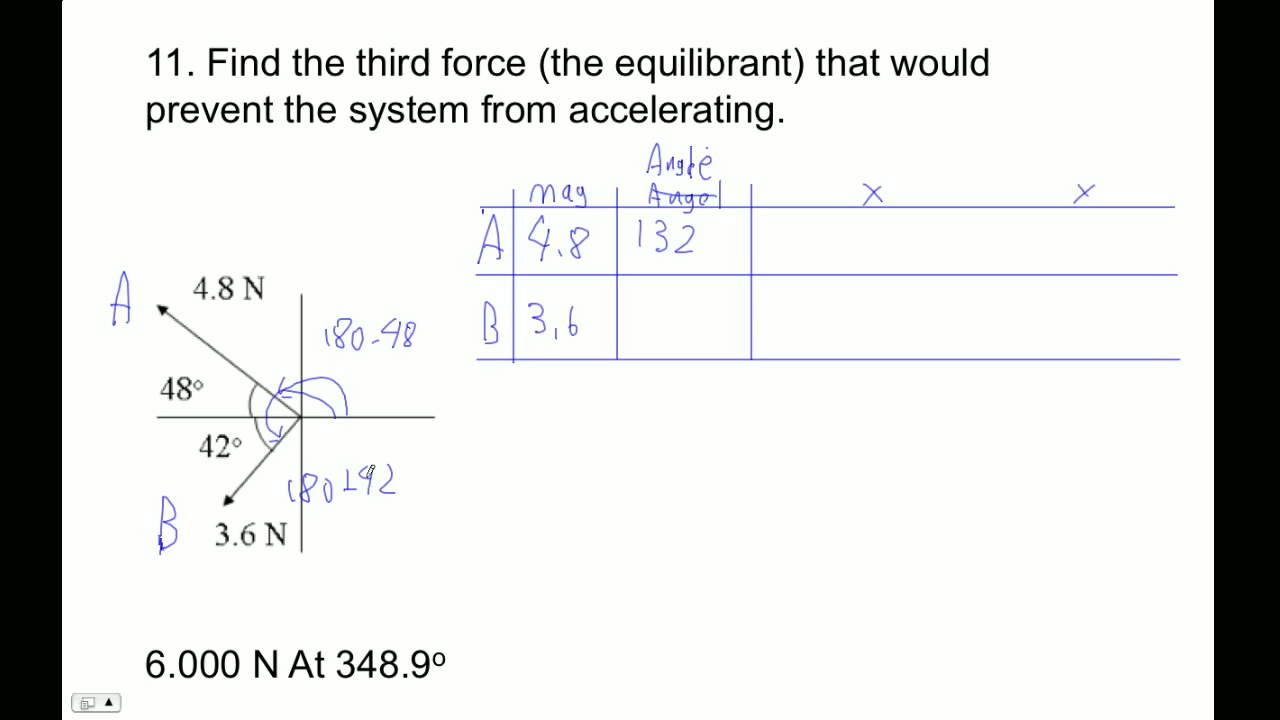 11. Find the third force (the equilibrant) that would
prevent the system from accelerating.
Angle
mag Angel x x
A 4.8 132
B 3.6
A 4.8 N
180-48
48°
42°
180+42
B 3.6 N
6.000 N At 348.9°